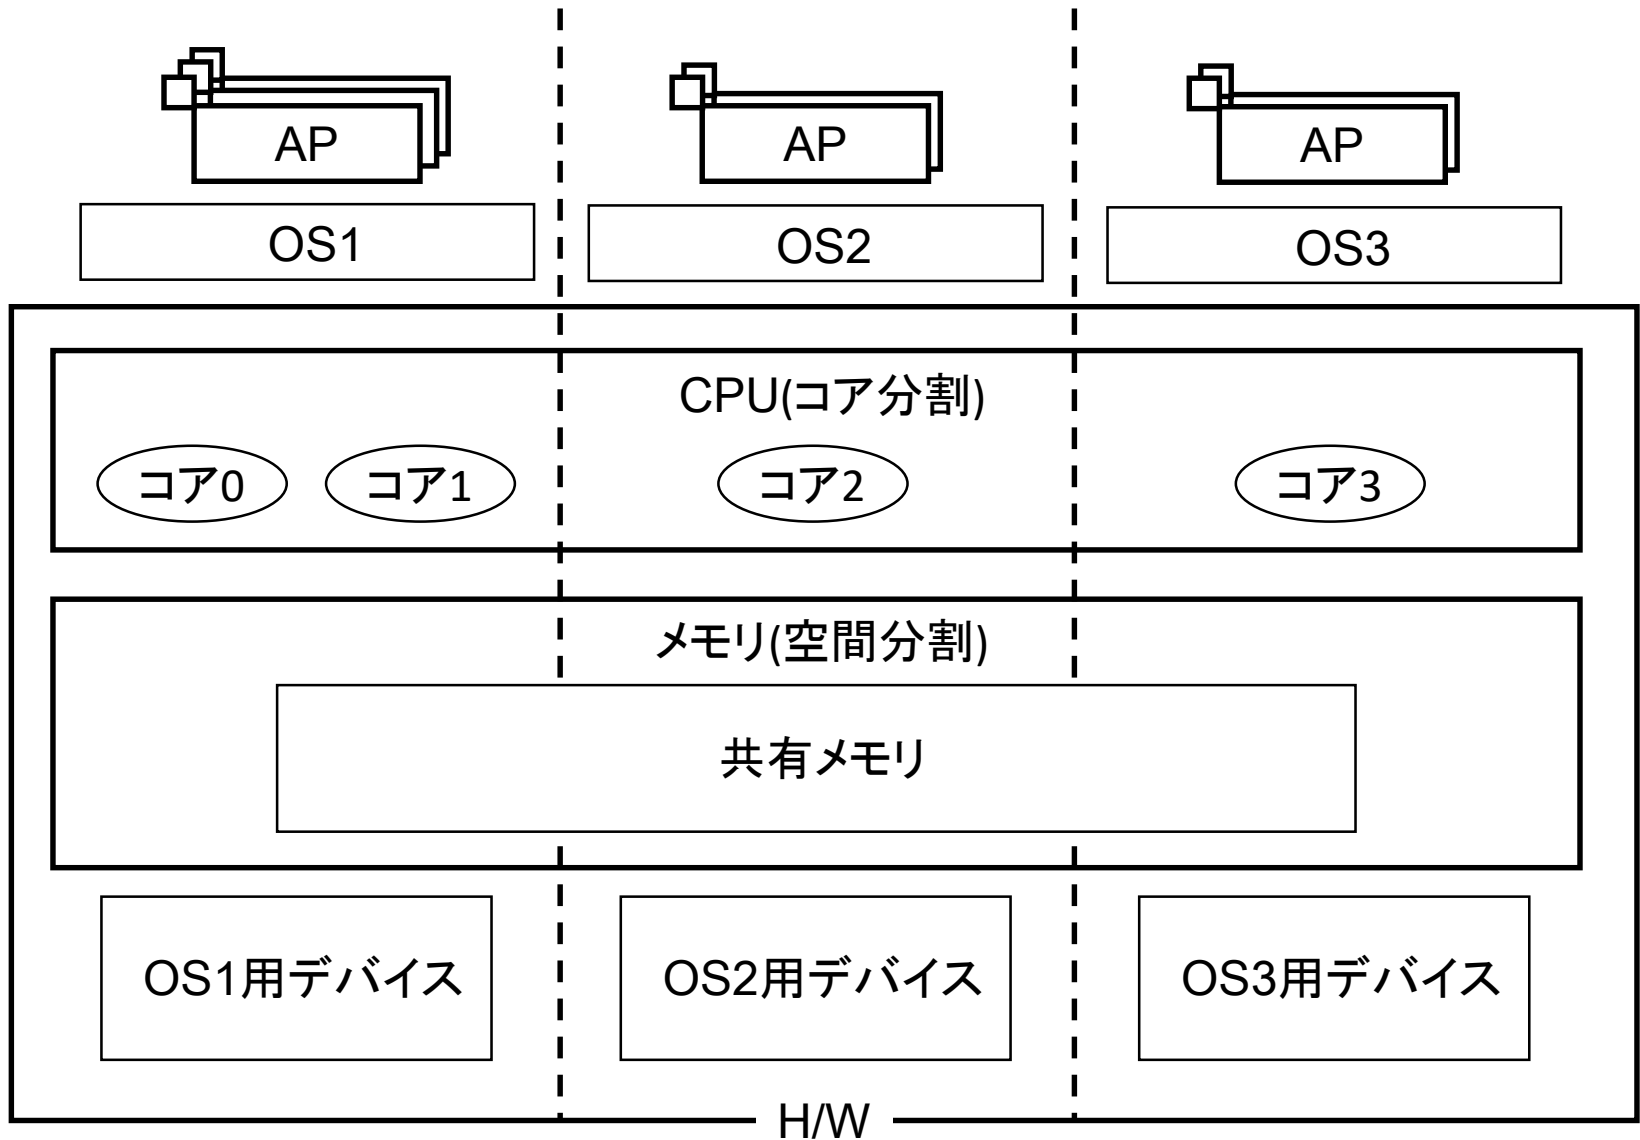 AP
AP
AP
OS1
OS2
OS3
CPU(コア分割)
コア0
コア1
コア2
コア3
メモリ(空間分割)
共有メモリ
OS1用デバイス
OS2用デバイス
OS3用デバイス
H/W